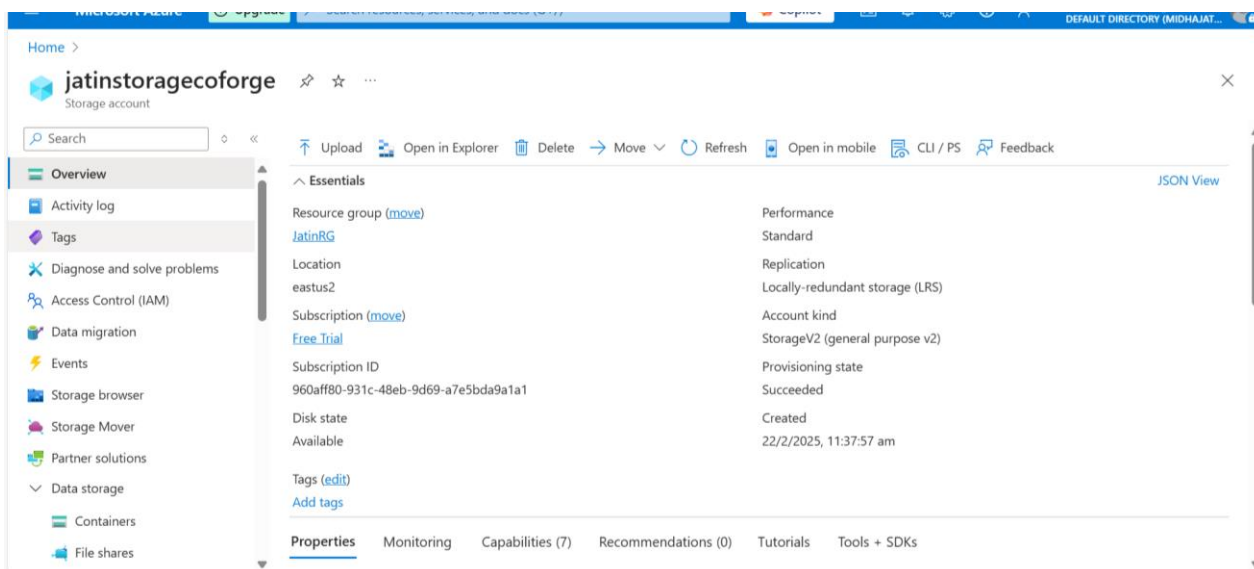 Microsoft Azure
Upgrade
Search resources, services, and docs (G+/)
Copilot
DEFAULT DIRECTORY (MIDHAJAT...
Home >
jatinstoragecoforge
Storage account
Search
Upload Open in Explorer Delete Move Refresh Open in mobile CLI / PS Feedback
Overview
Activity log
Tags
Diagnose and solve problems
Access Control (IAM)
Data migration
Events
Storage browser
Storage Mover
Partner solutions
Data storage
Containers
File shares
Essentials
JSON View
Resource group (move)
JatinRG
Location
eastus2
Subscription (move)
Free Trial
Subscription ID
960aff80-931c-48eb-9d69-a7e5bda9a1a1
Disk state
Available
Performance
Standard
Replication
Locally-redundant storage (LRS)
Account kind
StorageV2 (general purpose v2)
Provisioning state
Succeeded
Created
22/2/2025, 11:37:57 am
Tags (edit)
Add tags
Properties Monitoring Capabilities (7) Recommendations (0) Tutorials Tools + SDKs